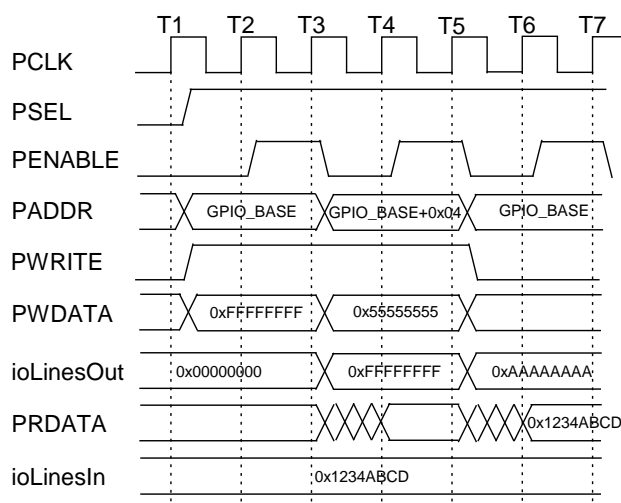 T1 T2 T3 T4 T5 T6 T7
PCLK
PSEL
PENABLE
PADDR GPIO_BASE GPIO_BASE+0x04 GPIO_BASE
PWRITE
PWDATA 0xFFFFFFFF 0x55555555
ioLinesOut 0x00000000 0xFFFFFFFF 0xAAAAAAAA
PRDATA 0x1234ABCD
ioLinesIn 0x1234ABCD